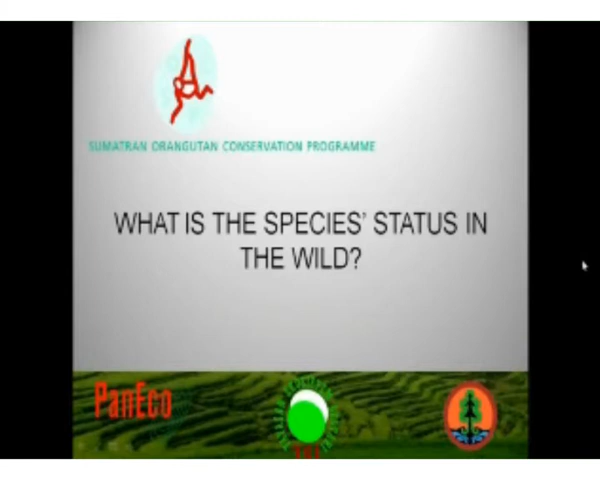 SUMATRAN ORANGUTAN CONSERVATION PROGRAMME
WHAT IS THE SPECIES' STATUS IN
THE WILD?
PanEco